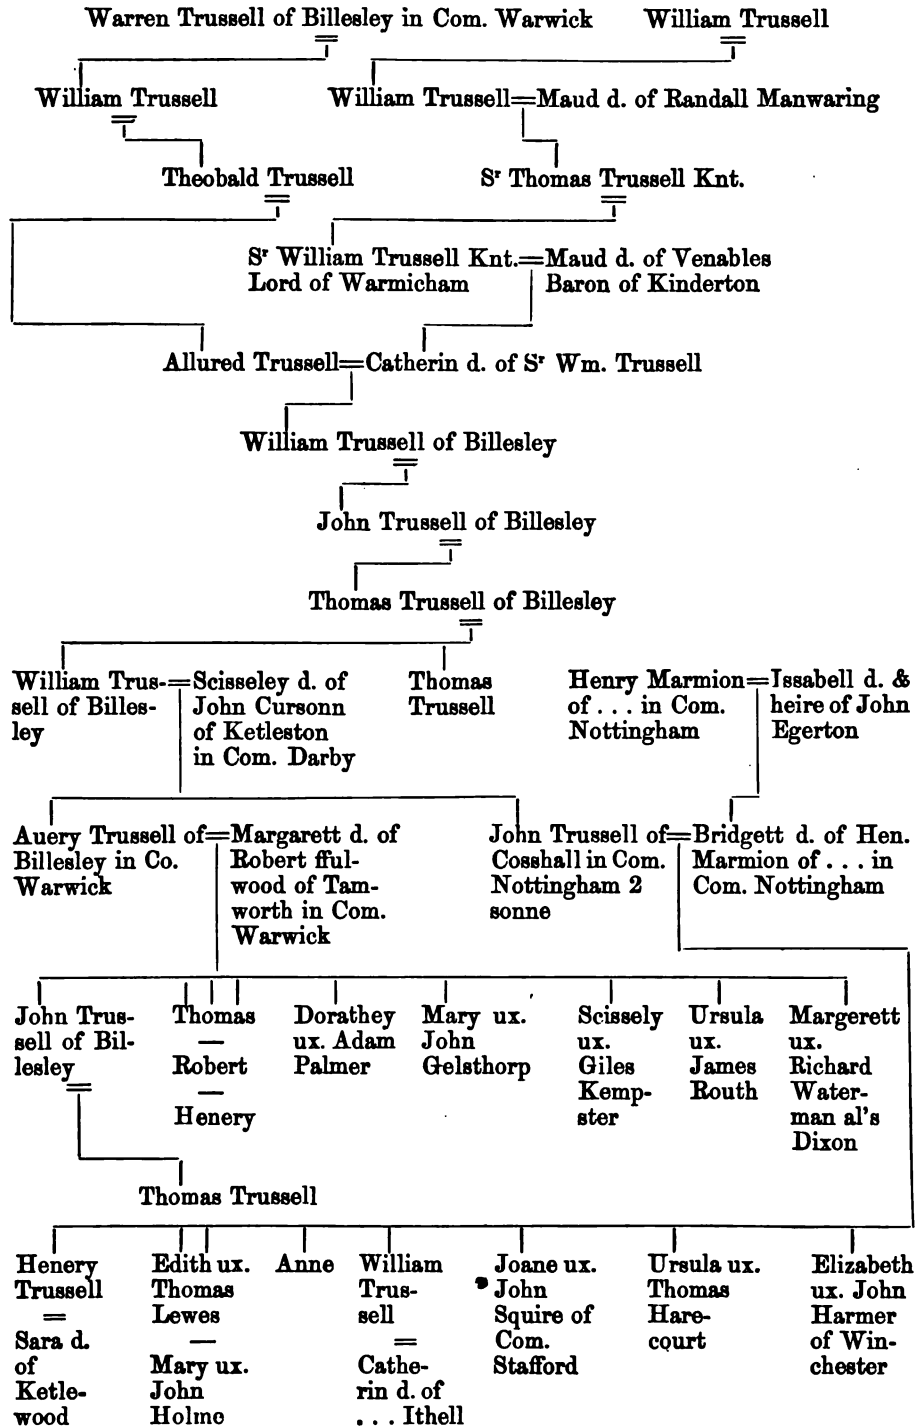 Warren Trussell of Billesley in Com. Warwick
William Trussell
William Trussell
William Trussell=Maud d. of Randall Manwaring
Theobald Trussell
Sr Thomas Trussell Knt.
Sr William Trussell Knt.=Maud d. of Venables
Lord of Warmicham
Baron of Kinderton
Allured Trussell=Catherin d. of Sr Wm. Trussell
William Trussell of Billesley
John Trussell of Billesley
Thomas Trussell of Billesley
William Trus-
sell of Billes-
ley
=Scisseley d. of
John Cursonn
of Ketleston
in Com. Darby
Thomas
Trussell
Henry Marmion
of . . . in Com.
Nottingham
=Issabell d. &
heire of John
Egerton
Auery Trussell of
Billesley in Co.
Warwick
=Margarett d. of
Robert fful-
wood of Tam-
worth in Com.
Warwick
John Trussell of
Cosshall in Com.
Nottingham 2
sonne
=Bridgett d. of Hen.
Marmion of . . . in
Com. Nottingham
John Trus-
sell of Bil-
lesley
Thomas
—
Robert
—
Henery
Dorathey
ux. Adam
Palmer
Mary ux.
John
Gelsthorp
Scissely
ux.
Giles
Kemp-
ster
Ursula
ux.
James
Routh
Margerett
ux.
Richard
Water-
man al's
Dixon
Thomas Trussell
Henery
Trussell
=
Sara d.
of
Ketle-
wood
Edith ux.
Thomas
Lewes
—
Mary ux.
John
Holme
Anne
William
Trus-
sell
=
Cathe-
rin d. of
. . . Ithell
Joane ux.
John
Squire of
Com.
Stafford
Ursula ux.
Thomas
Hare-
court
Elizabeth
ux. John
Harmer
of Win-
chester